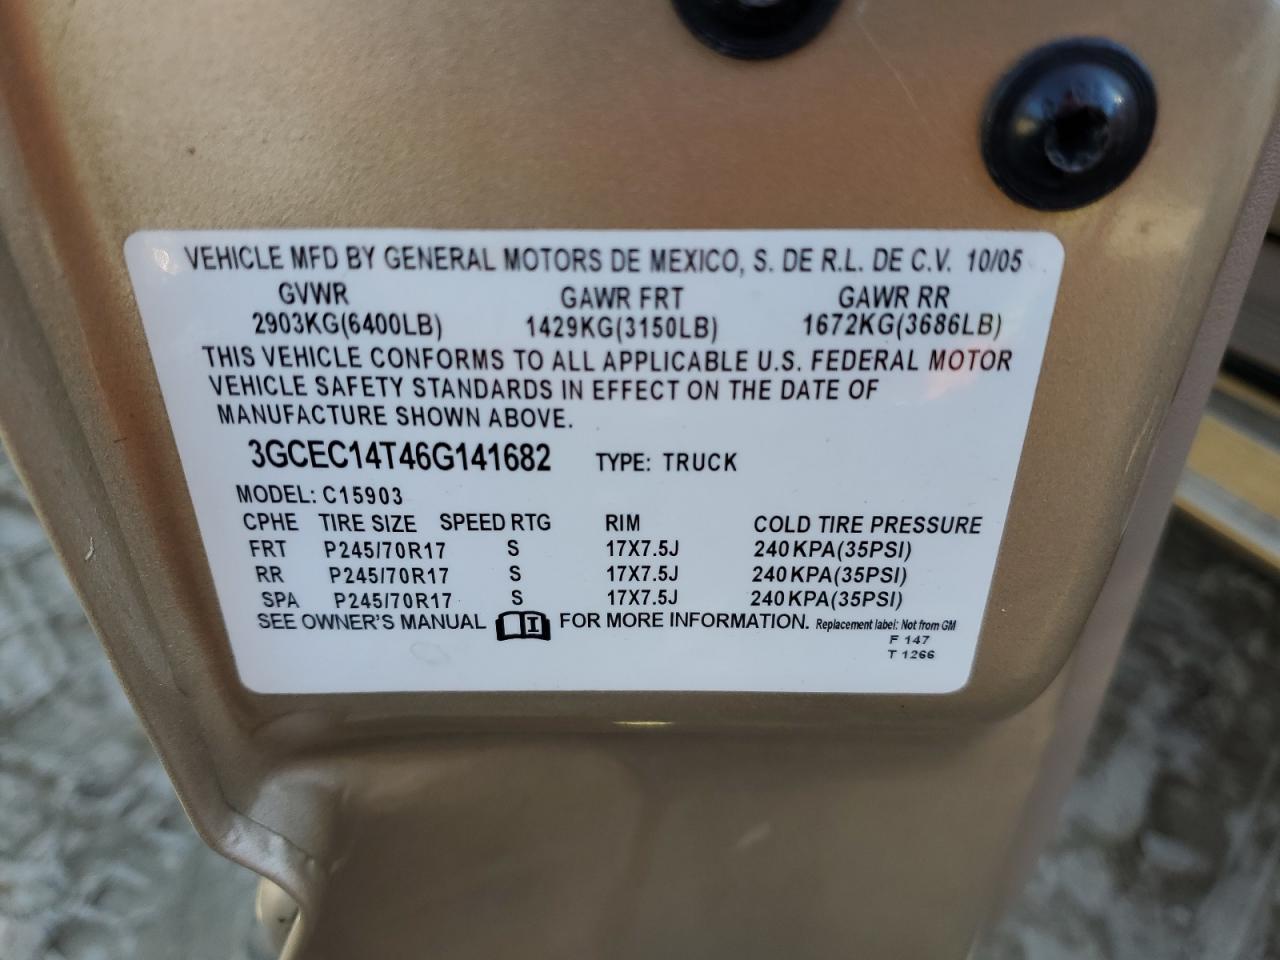 VEHICLE MFD BY GENERAL MOTORS DE MEXICO, S. DE R.L. DE C.V. 10/05
GVWR GAWR FRT GAWR RR
2903KG(6400LB) 1429KG(3150LB) 1672KG(3686LB)
THIS VEHICLE CONFORMS TO ALL APPLICABLE U.S. FEDERAL MOTOR
VEHICLE SAFETY STANDARDS IN EFFECT ON THE DATE OF
MANUFACTURE SHOWN ABOVE.
3GCEC14T46G141682 TYPE: TRUCK
MODEL: C15903
CPHE TIRE SIZE SPEED RTG RIM COLD TIRE PRESSURE
FRT P245/70R17 S 17X7.5J 240KPA(35PSI)
RR P245/70R17 S 17X7.5J 240KPA(35PSI)
SPA P245/70R17 S 17X7.5J 240KPA(35PSI)
SEE OWNER'S MANUAL i FOR MORE INFORMATION. Replacement label: Not from GM
F 147
T 1266